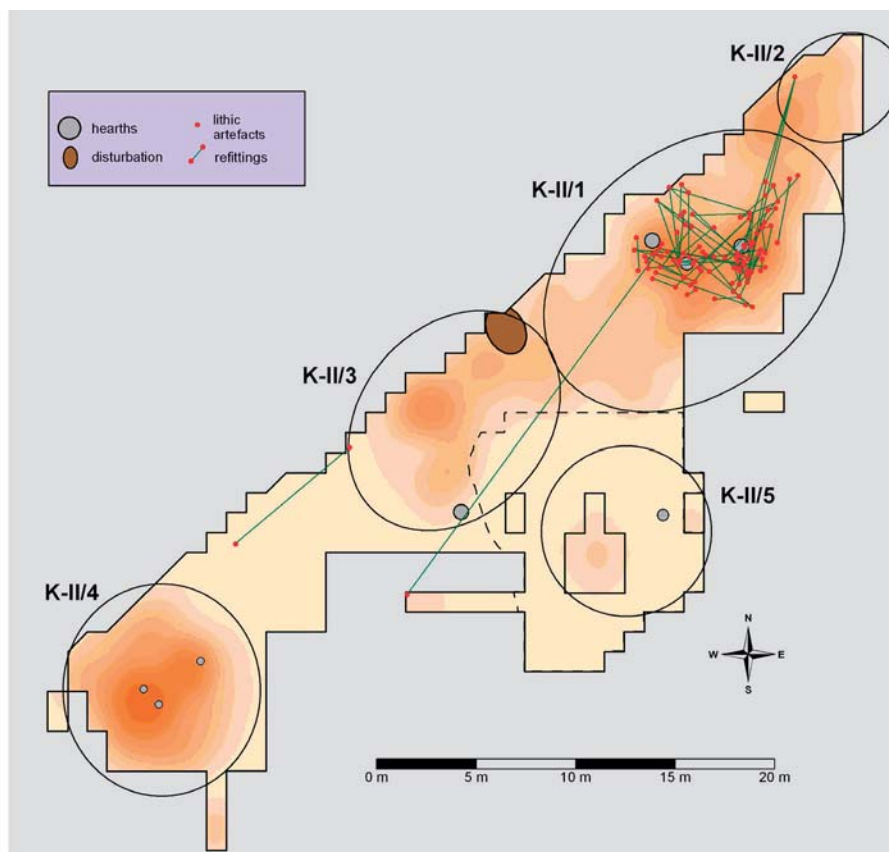 K-II/2
hearths
lithic
artefacts
disturbation
refittings
K-II/1
K-II/3
K-II/5
K-II/4
N
W
E
S
0 m
5 m
10 m
15 m
20 m